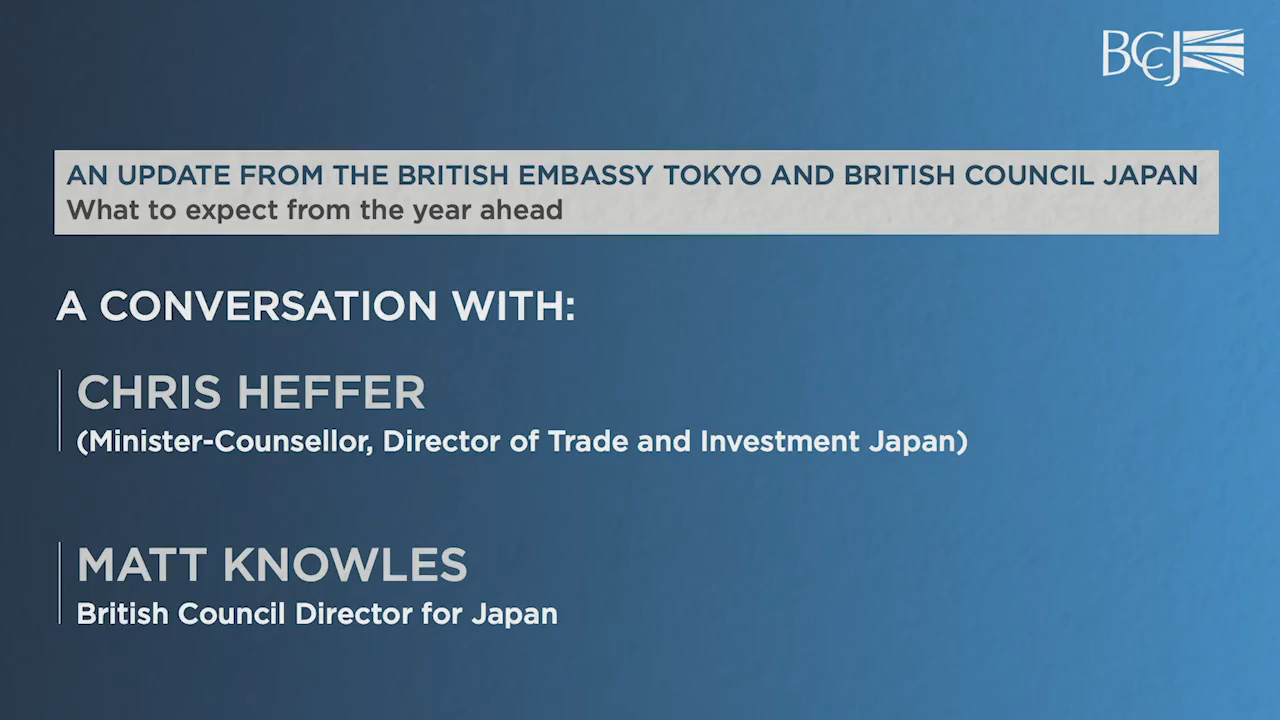 BCCJ
AN UPDATE FROM THE BRITISH EMBASSY TOKYO AND BRITISH COUNCIL JAPAN
What to expect from the year ahead
A CONVERSATION WITH:
CHRIS HEFFER
(Minister-Counsellor, Director of Trade and Investment Japan)
MATT KNOWLES
British Council Director for Japan